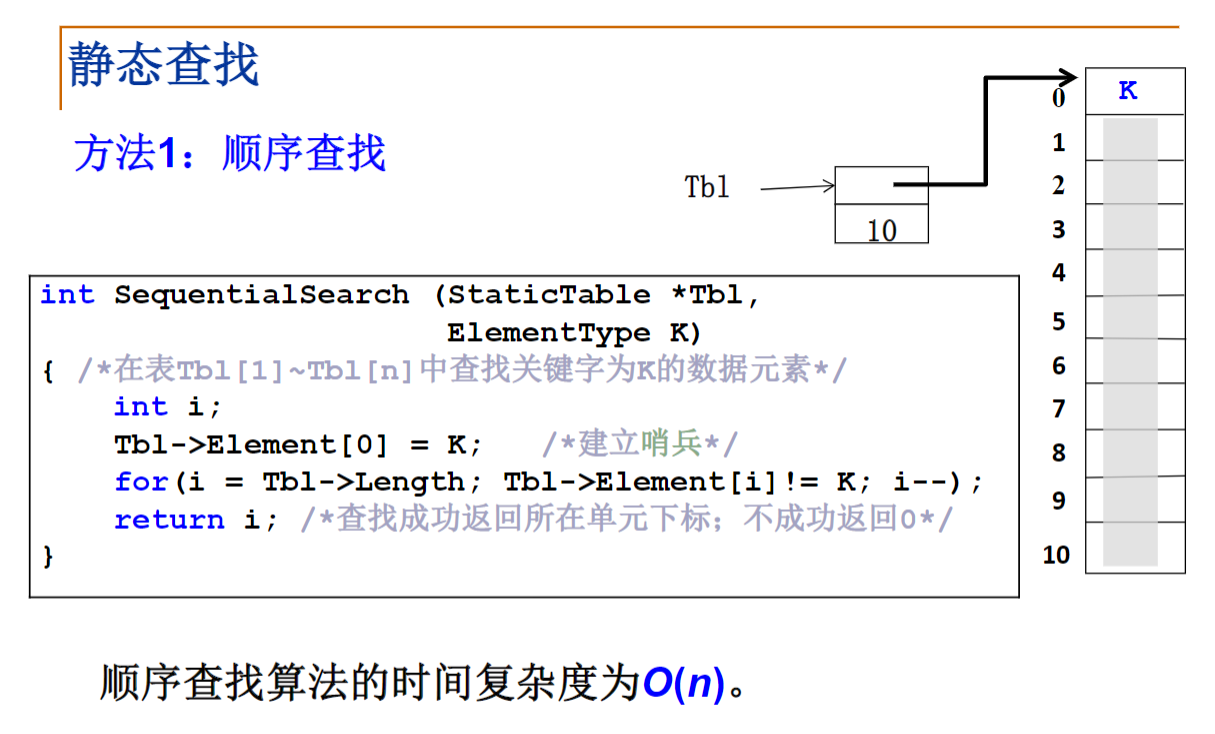 静态查找
方法1：顺序查找
Tbl
10
K
0
1
2
3
4
5
6
7
8
9
10
int SequentialSearch (StaticTable *Tbl,
ElementType K)
{ /*在表Tbl[1]~Tbl[n]中查找关键字为K的数据元素*/
int i;
Tbl->Element[0] = K; /*建立哨兵*/
for(i = Tbl->Length; Tbl->Element[i]!= K; i--);
return i; /*查找成功返回所在单元下标；不成功返回0*/
}
顺序查找算法的时间复杂度为O(n)。